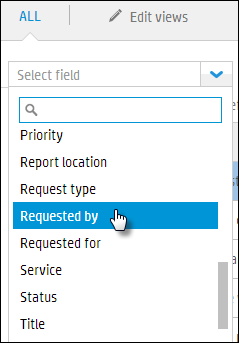 ALL
Edit views
Select field
Priority
Report location
Request type
Requested by
Requested for
Service
Status
Title